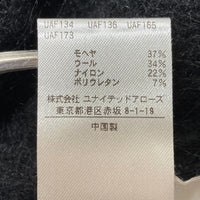 UAF134 UAF136 UAF155
UAF173
モヘヤ 37%
ウール 34%
ナイロン 22%
ポリウレタン 7%
株式会社 ユナイテッドアローズ
東京都港区赤坂 8-1-19
中国製